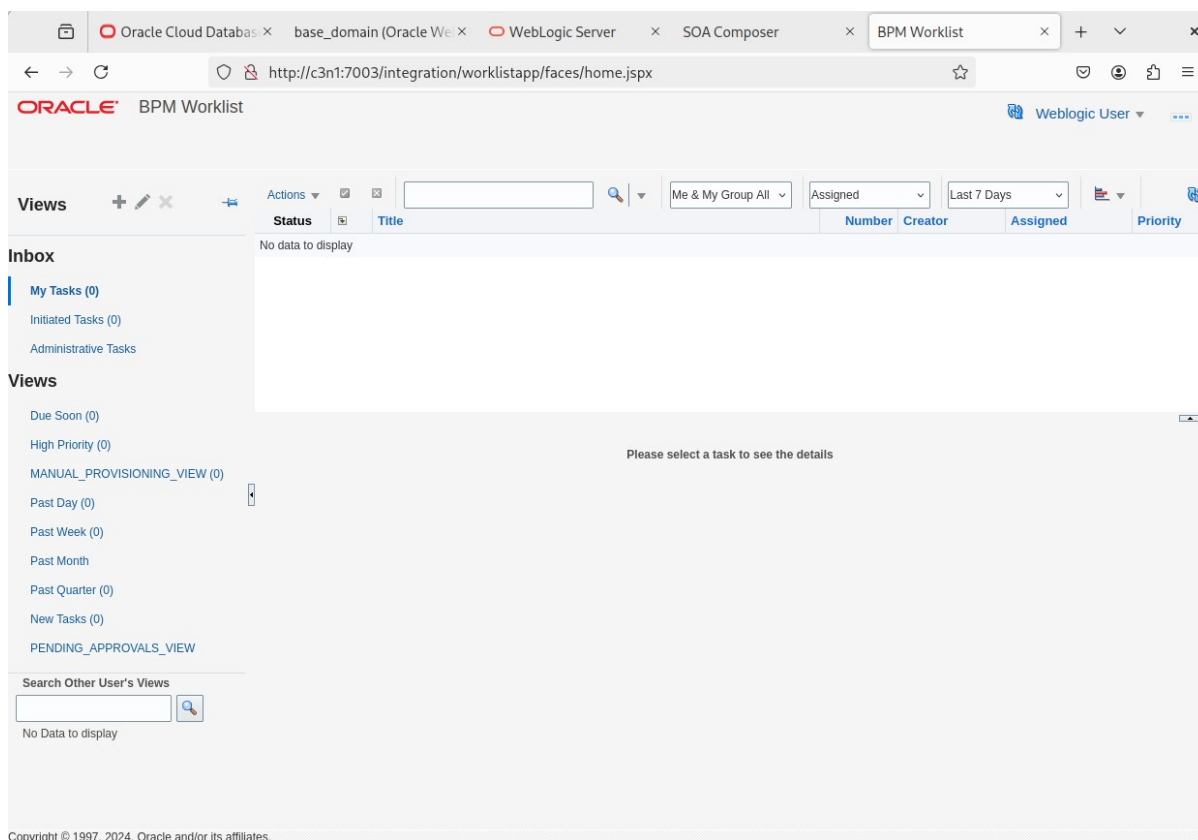 Oracle Cloud Databas
base_domain (Oracle We
WebLogic Server
SOA Composer
BPM Worklist
http://c3n1:7003/integration/worklistapp/faces/home.jspx
ORACLE BPM Worklist
Weblogic User
Views
Actions
Me & My Group All
Assigned
Last 7 Days
Status Title Number Creator Assigned Priority
No data to display
Inbox
My Tasks (0)
Initiated Tasks (0)
Administrative Tasks
Views
Due Soon (0)
High Priority (0)
MANUAL_PROVISIONING_VIEW (0)
Past Day (0)
Past Week (0)
Past Month
Past Quarter (0)
New Tasks (0)
PENDING_APPROVALS_VIEW
Please select a task to see the details
Search Other User's Views
No Data to display
Copyright © 1997, 2024, Oracle and/or its affiliates.